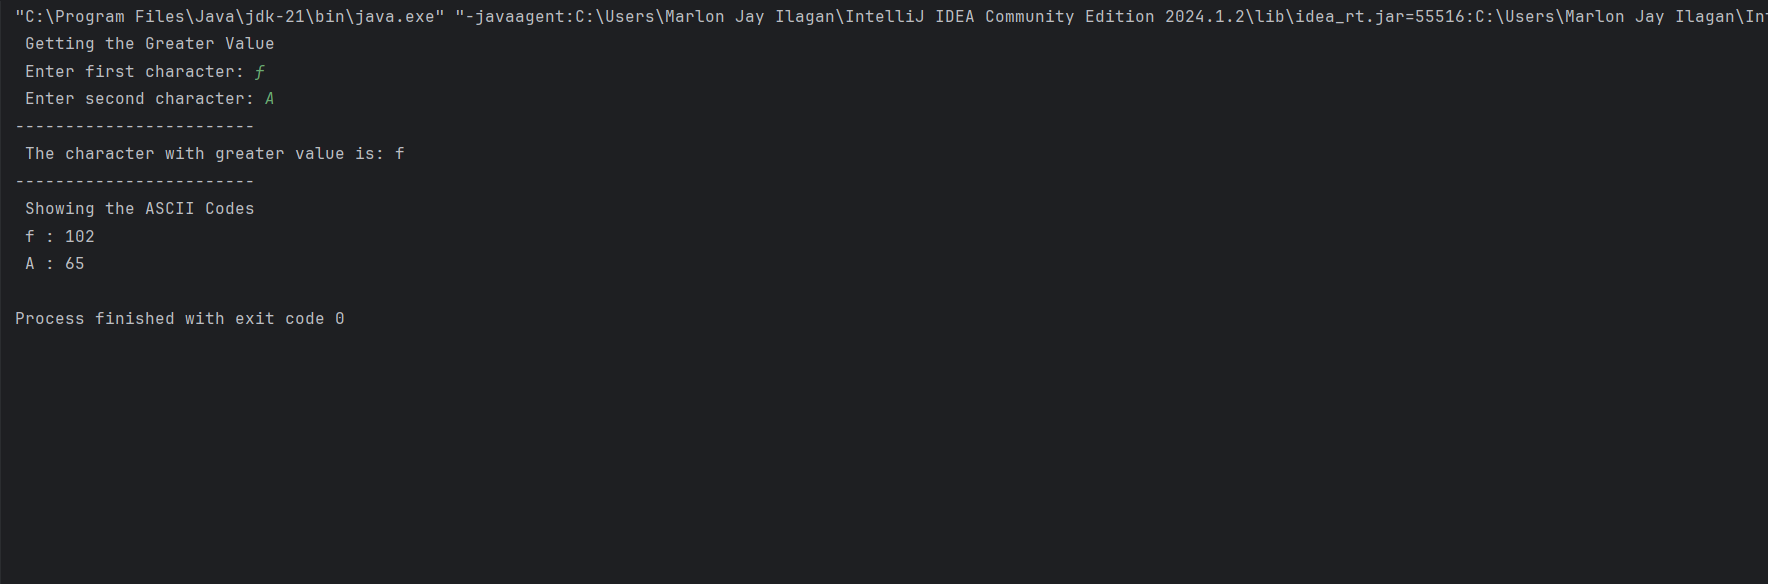 "C:\Program Files\Java\jdk-21\bin\java.exe" "-javaagent:C:\Users\Marlon Jay Ilagan\IntelliJ IDEA Community Edition 2024.1.2\lib\idea_rt.jar=55516:C:\Users\Marlon Jay Ilagan\Int
Getting the Greater Value
Enter first character: f
Enter second character: A
------------------------
The character with greater value is: f
------------------------
Showing the ASCII Codes
f : 102
A : 65
Process finished with exit code 0